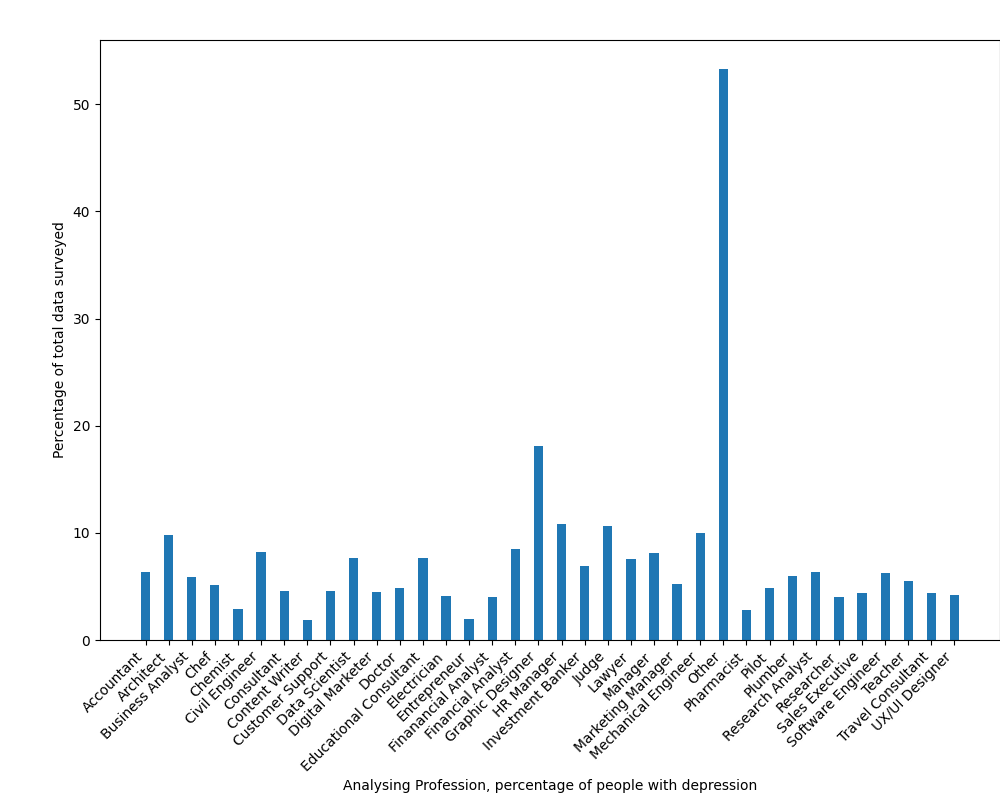 50
40
30
20
10
0
Percentage of total data surveyed
Accountant
Architect
Business Analyst
Chef
Chemist
Civil Engineer
Consultant
Content Writer
Customer Support
Data Scientist
Digital Marketer
Doctor
Educational Consultant
Electrician
Entrepreneur
Finanancial Analyst
Financial Analyst
Graphic Designer
HR Manager
Investment Banker
Judge
Lawyer
Manager
Marketing Manager
Mechanical Engineer
Other
Pharmacist
Pilot
Plumber
Research Analyst
Researcher
Sales Executive
Software Engineer
Teacher
Travel Consultant
UX/UI Designer
Analysing Profession, percentage of people with depression